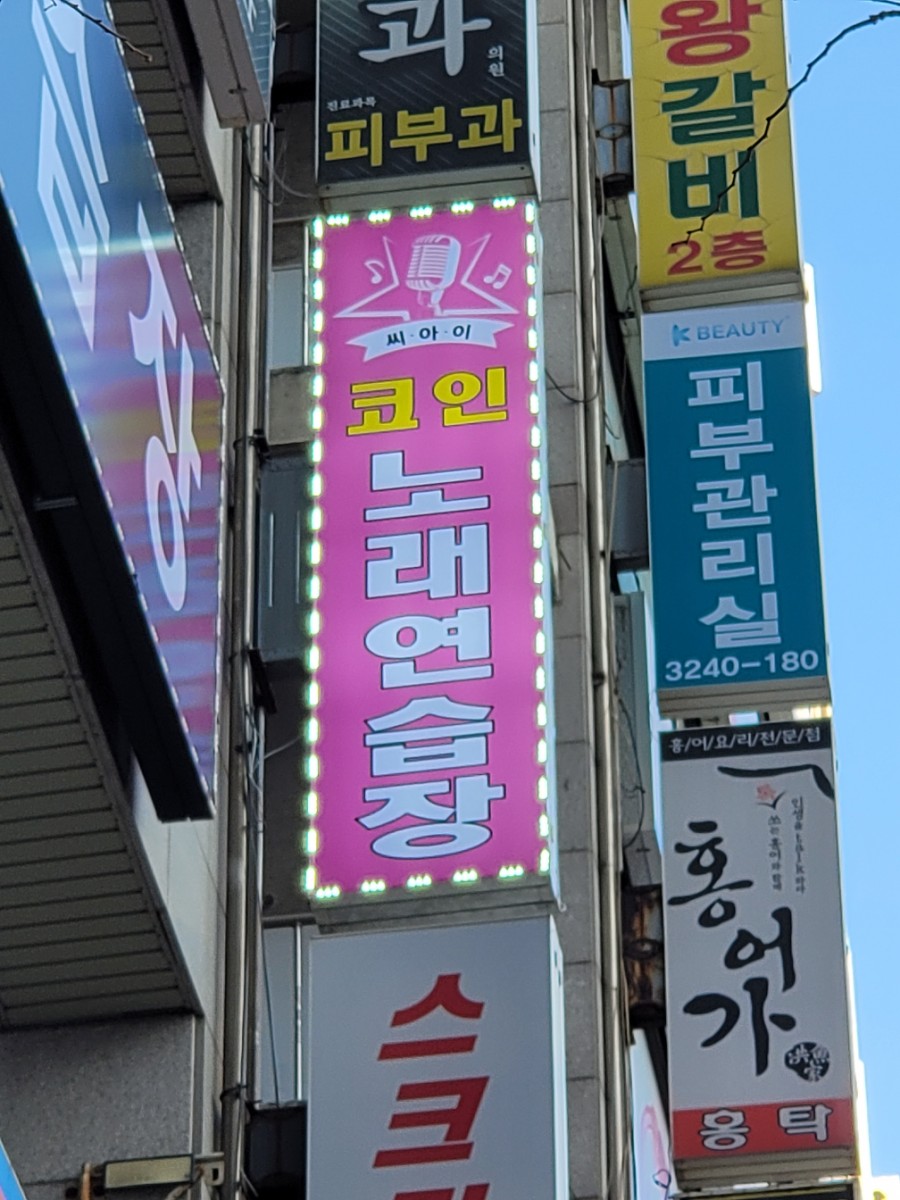 과
의원
진료과목
피부과
씨·아·이
코인
노래연습장
스크
왕갈비
2층
K BEAUTY
피부관리실
3240-180
홍/어/요/리/전/문/점
홍어가
홍탁